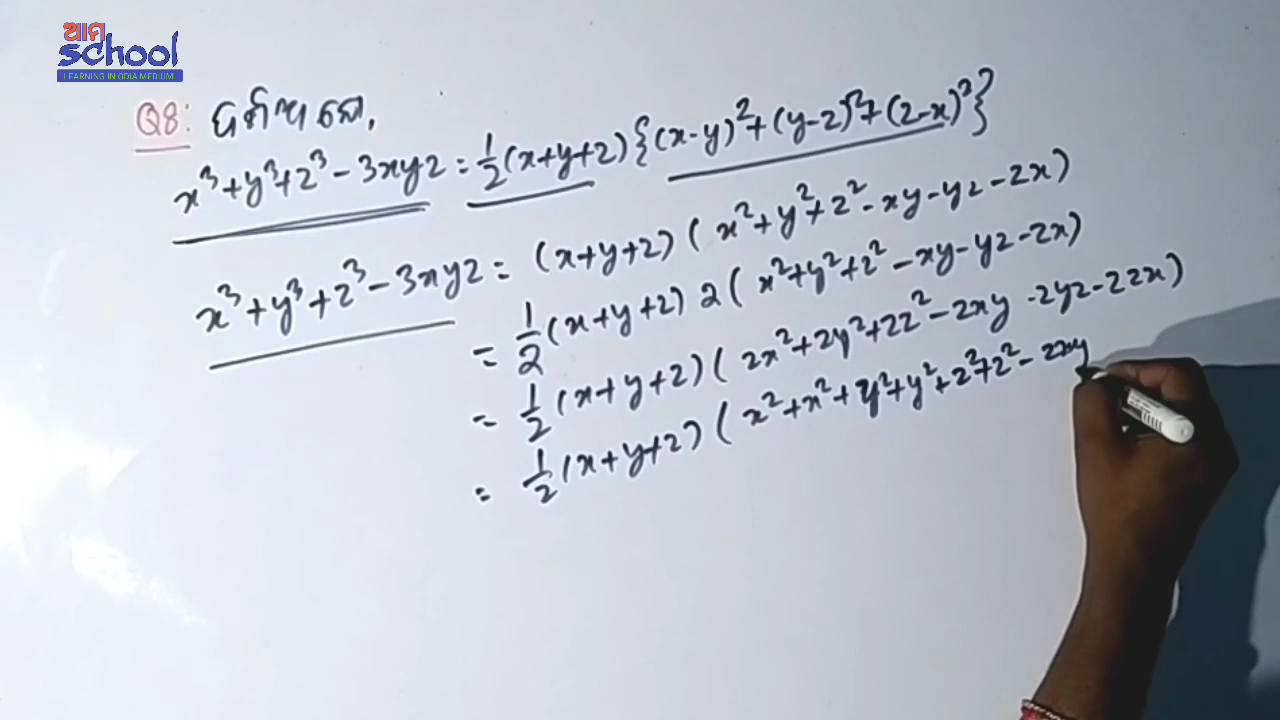 ଆମ
school
LEARNING IN ODIA MEDIUM
Q8: ପ୍ରମାଣ କର,
x³+y³+z³-3xyz = 1/2(x+y+z){(x-y)²+(y-z)²+(z-x)²}
x³+y³+z³-3xyz = (x+y+z)(x²+y²+z²-xy-yz-zx)
= 1/2(x+y+z)2(x²+y²+z²-xy-yz-zx)
= 1/2(x+y+z)(2x²+2y²+2z²-2xy-2yz-2zx)
= 1/2(x+y+z)(x²+x²+y²+y²+z²+z²-2xy